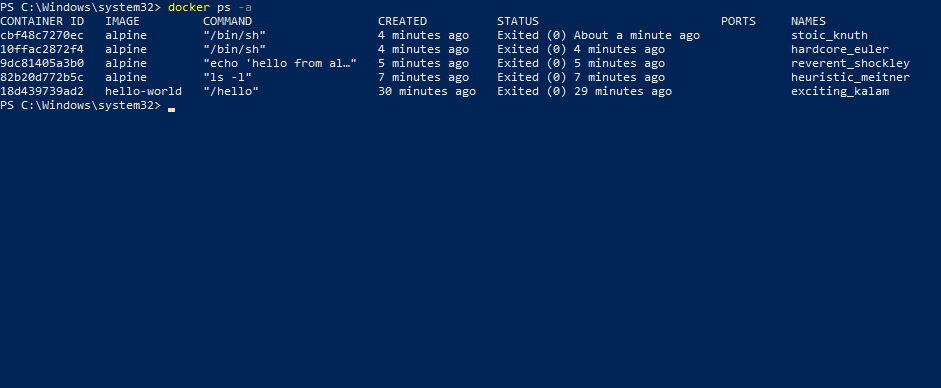 PS C:\Windows\system32> docker ps -a
CONTAINER ID IMAGE COMMAND CREATED STATUS PORTS NAMES
cbf48c7270ec alpine "/bin/sh" 4 minutes ago Exited (0) About a minute ago stoic_knuth
10ffac2872f4 alpine "/bin/sh" 4 minutes ago Exited (0) 4 minutes ago hardcore_euler
9dc81405a3b0 alpine "echo 'hello from al…" 5 minutes ago Exited (0) 5 minutes ago reverent_shockley
82b20d772b5c alpine "ls -l" 7 minutes ago Exited (0) 7 minutes ago heuristic_meitner
18d439739ad2 hello-world "/hello" 30 minutes ago Exited (0) 29 minutes ago exciting_kalam
PS C:\Windows\system32>